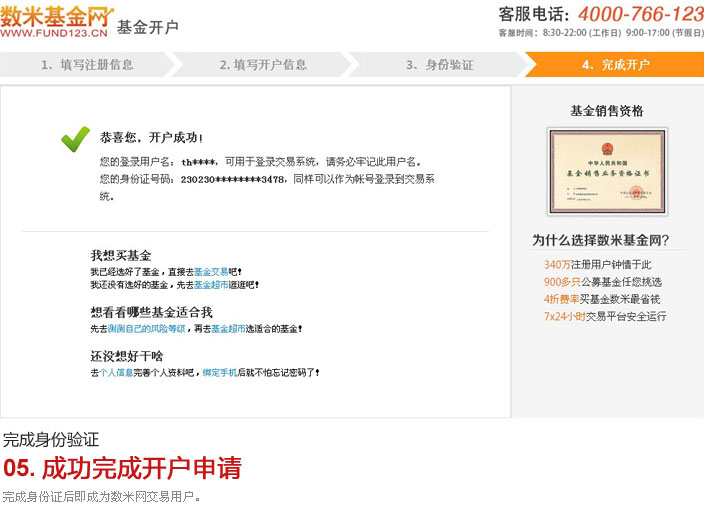 数米基金网
WWW.FUND123.CN
基金开户
客服电话：4000-766-123
客服时间：8:30-22:00 (工作日) 9:00-17:00 (节假日)
1、填写注册信息
2. 填写开户信息
3、身份验证
4、完成开户
恭喜您，开户成功！
您的登录用户名：th****，可用于登录交易系统，请务必牢记此用户名。
您的身份证号码：230230********3478，同样可以作为帐号登录到交易系
统。
我想买基金
我已经选好了基金，直接去基金交易吧！
我还没有选好的基金，先去基金超市逛逛吧！
想看看哪些基金适合我
先去测测自己的风险等级，再去基金超市选适合的基金！
还没想好干啥
去个人信息完善个人资料吧，绑定手机后就不怕忘记密码了！
基金销售资格
中华人民共和国
基金销售业务资格证书
为什么选择数米基金网？
340万注册用户钟情于此
900多只公募基金任您挑选
4折费率买基金数米最省钱
7x24小时交易平台安全运行
完成身份验证
05. 成功完成开户申请
完成身份证后即成为数米网交易用户。